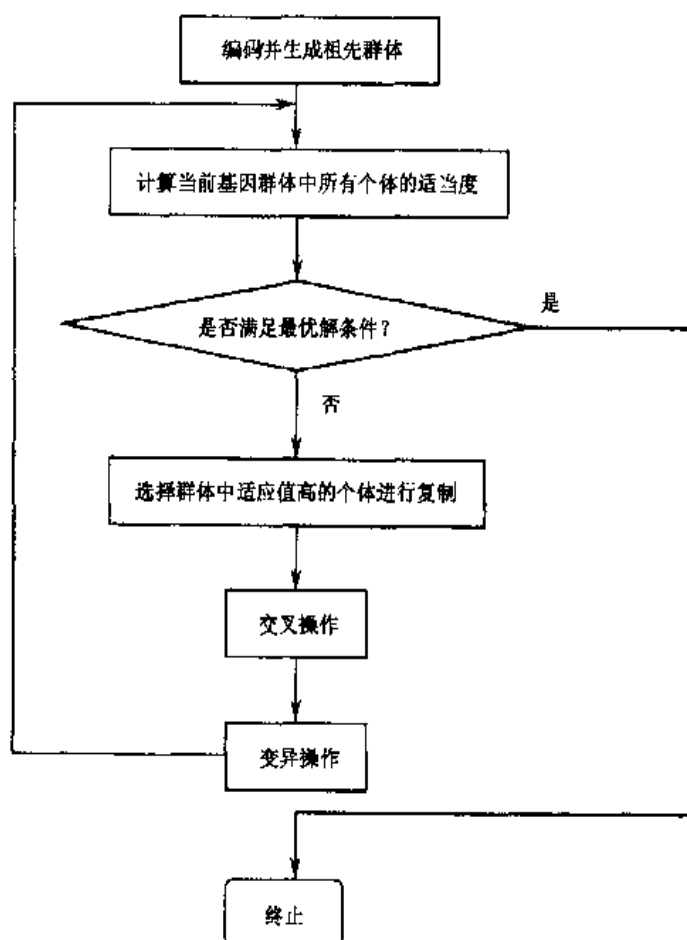 编码并生成祖先群体
计算当前基因群体中所有个体的适当度
是否满足最优解条件?
是
否
选择群体中适应值高的个体进行复制
交叉操作
变异操作
终止